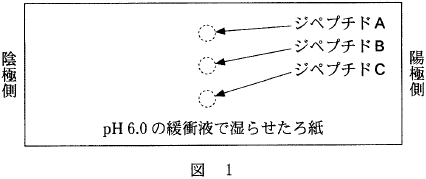 ジペプチドA
ジペプチドB
ジペプチドC
陰極側
陽極側
pH 6.0の緩衝液で湿らせたろ紙
図 1